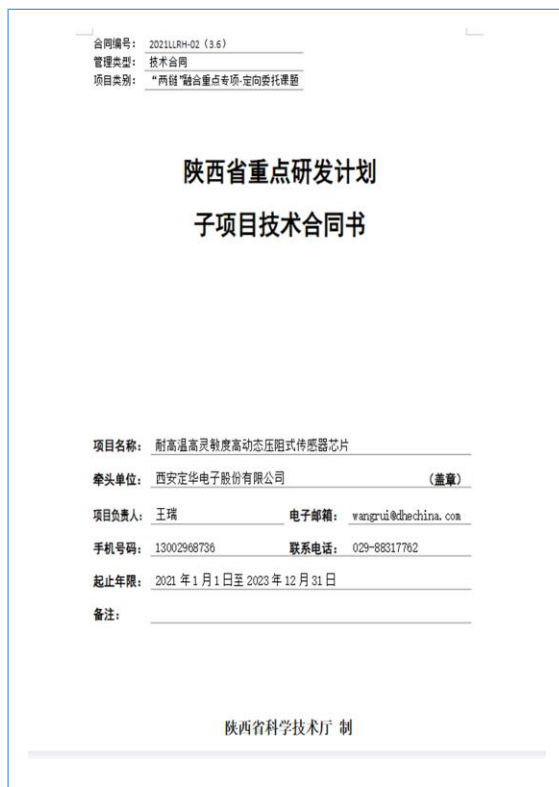 合同编号： 2021LLRH-02（3.6）
管理类型： 技术合同
项目类别： “两链”融合重点专项-定向委托课题
陕西省重点研发计划
子项目技术合同书
项目名称： 耐高温高灵敏度高动态压阻式传感器芯片
牵头单位： 西安定华电子股份有限公司 （盖章）
项目负责人： 王瑞 电子邮箱： wangrui@dhechina.com
手机号码： 13002968736 联系电话： 029-88317762
起止年限： 2021 年 1 月 1 日至 2023 年 12 月 31 日
备注：
陕西省科学技术厅 制